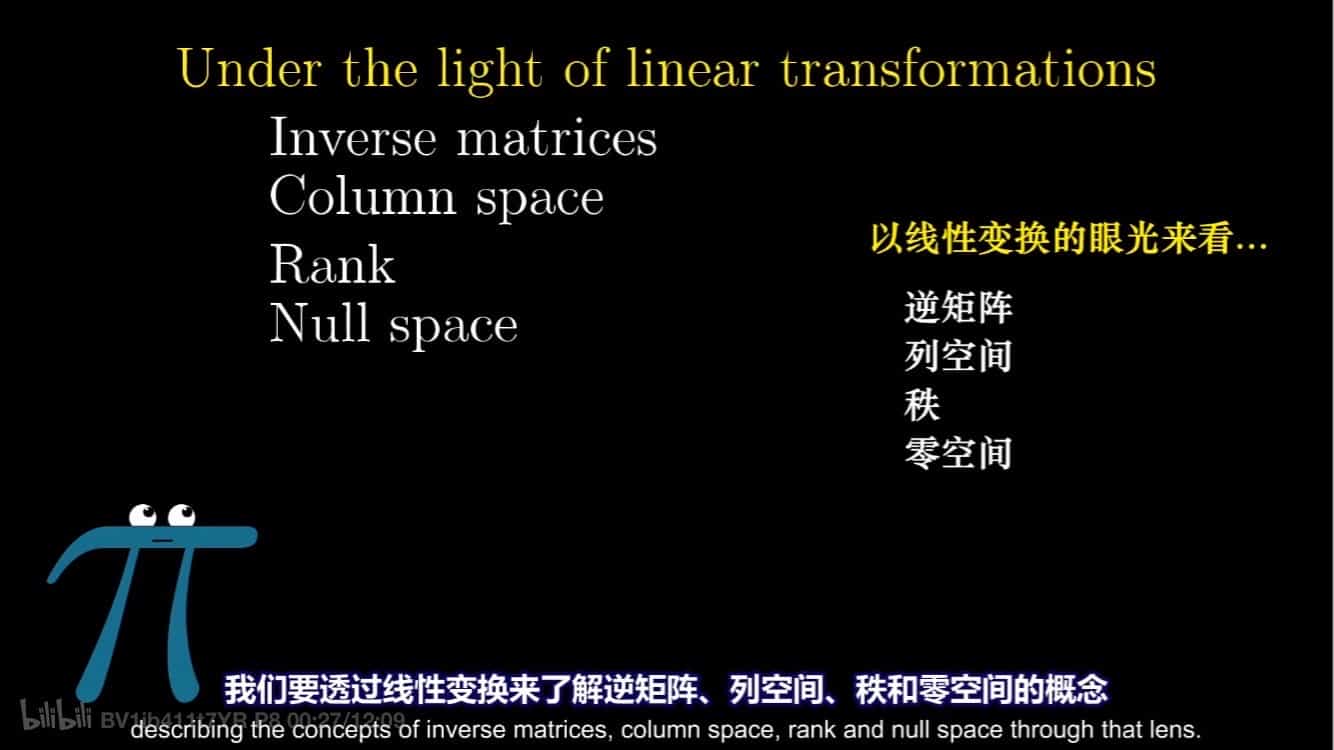 Under the light of linear transformations
Inverse matrices
Column space
Rank
Null space
以线性变换的眼光来看...
逆矩阵
列空间
秩
零空间
我们要透过线性变换来了解逆矩阵、列空间、秩和零空间的概念
bilibili BV1ib411t7YR P8 00:27/12:09
describing the concepts of inverse matrices, column space, rank and null space through that lens.